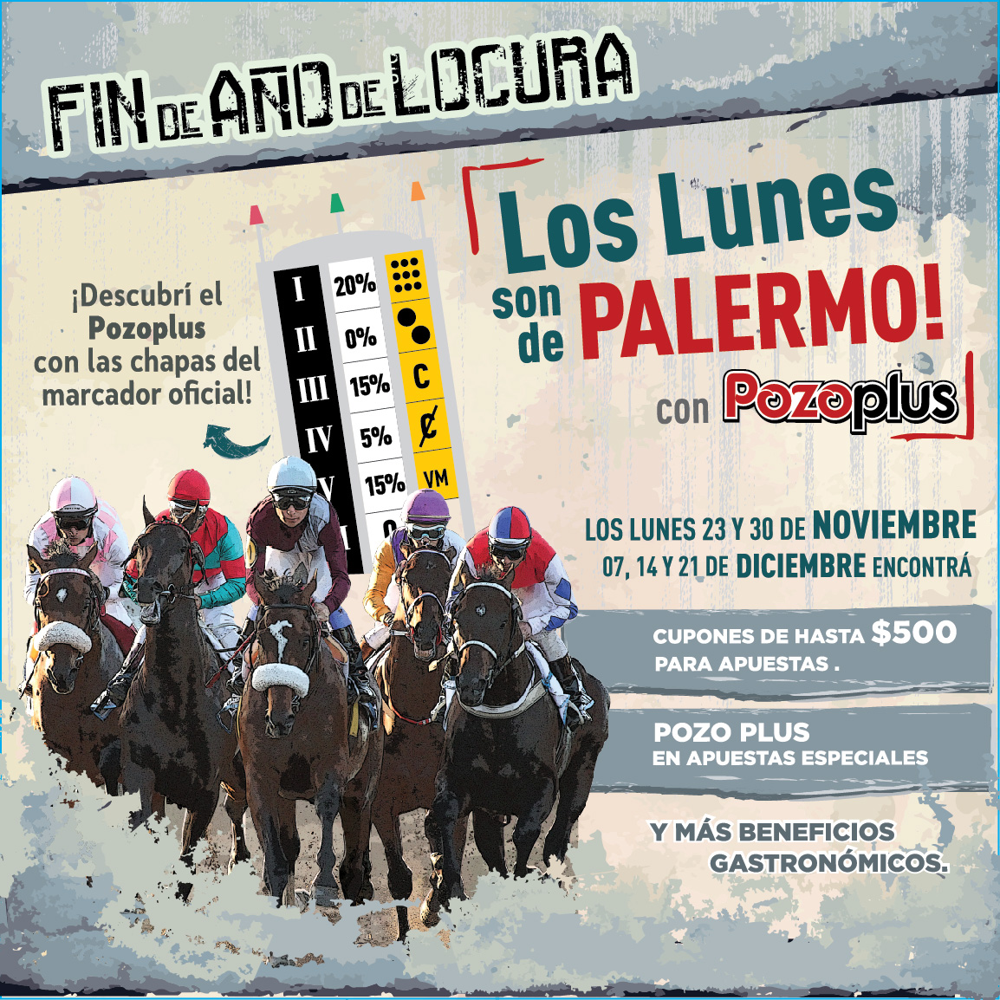 FIN DE AÑO DE LOCURA
Los Lunes
son de PALERMO!
con Pozoplus
¡Descubrí el
Pozoplus
con las chapas del
marcador oficial!
I 20%
II 0%
III 15% C
IV 5% ₡
V 15% VM
I 0
LOS LUNES 23 Y 30 DE NOVIEMBRE
07, 14 Y 21 DE DICIEMBRE ENCONTRÁ
CUPONES DE HASTA $500
PARA APUESTAS .
POZO PLUS
EN APUESTAS ESPECIALES
Y MÁS BENEFICIOS
GASTRONÓMICOS.